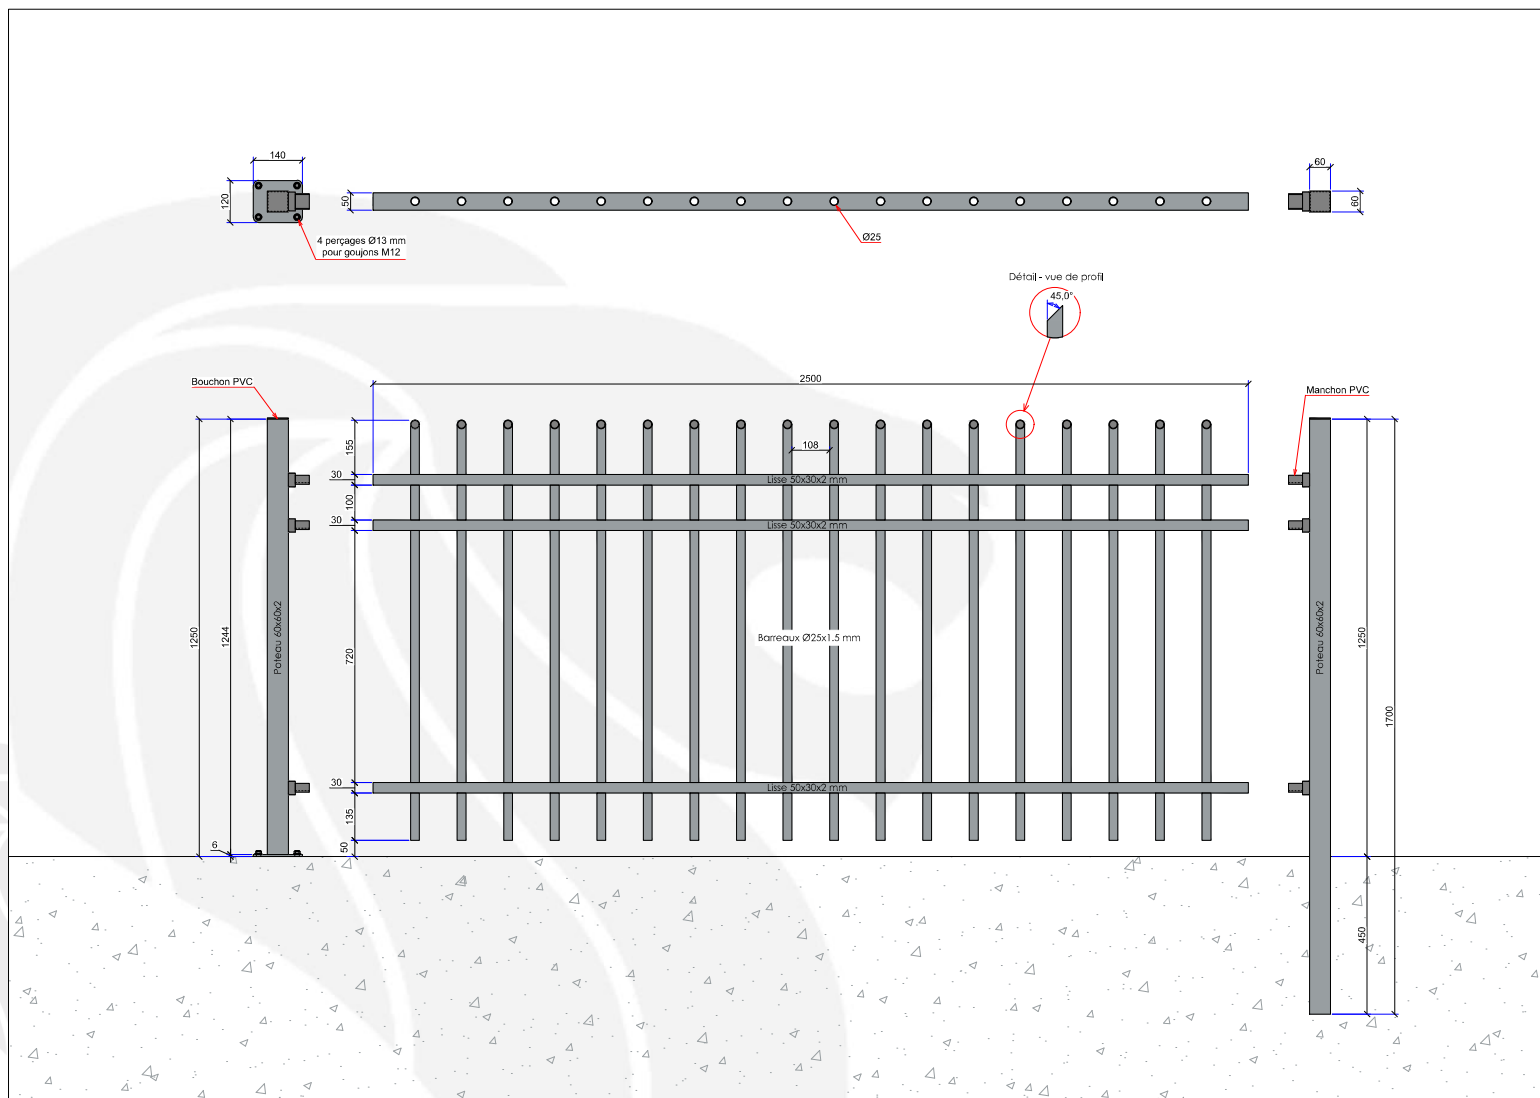 140
120
50
4 perçages Ø13 mm
pour goujons M12
Ø25
60
60
Détail - vue de profil
45,0°
2500
Bouchon PVC
Manchon PVC
155
108
30
Lisse 50x30x2 mm
100
30
Lisse 50x30x2 mm
1250
1244
Poteau 60x60x2
720
Barreaux Ø25x1.5 mm
Poteau 60x60x2
1250
1700
30
Lisse 50x30x2 mm
135
6
50
450